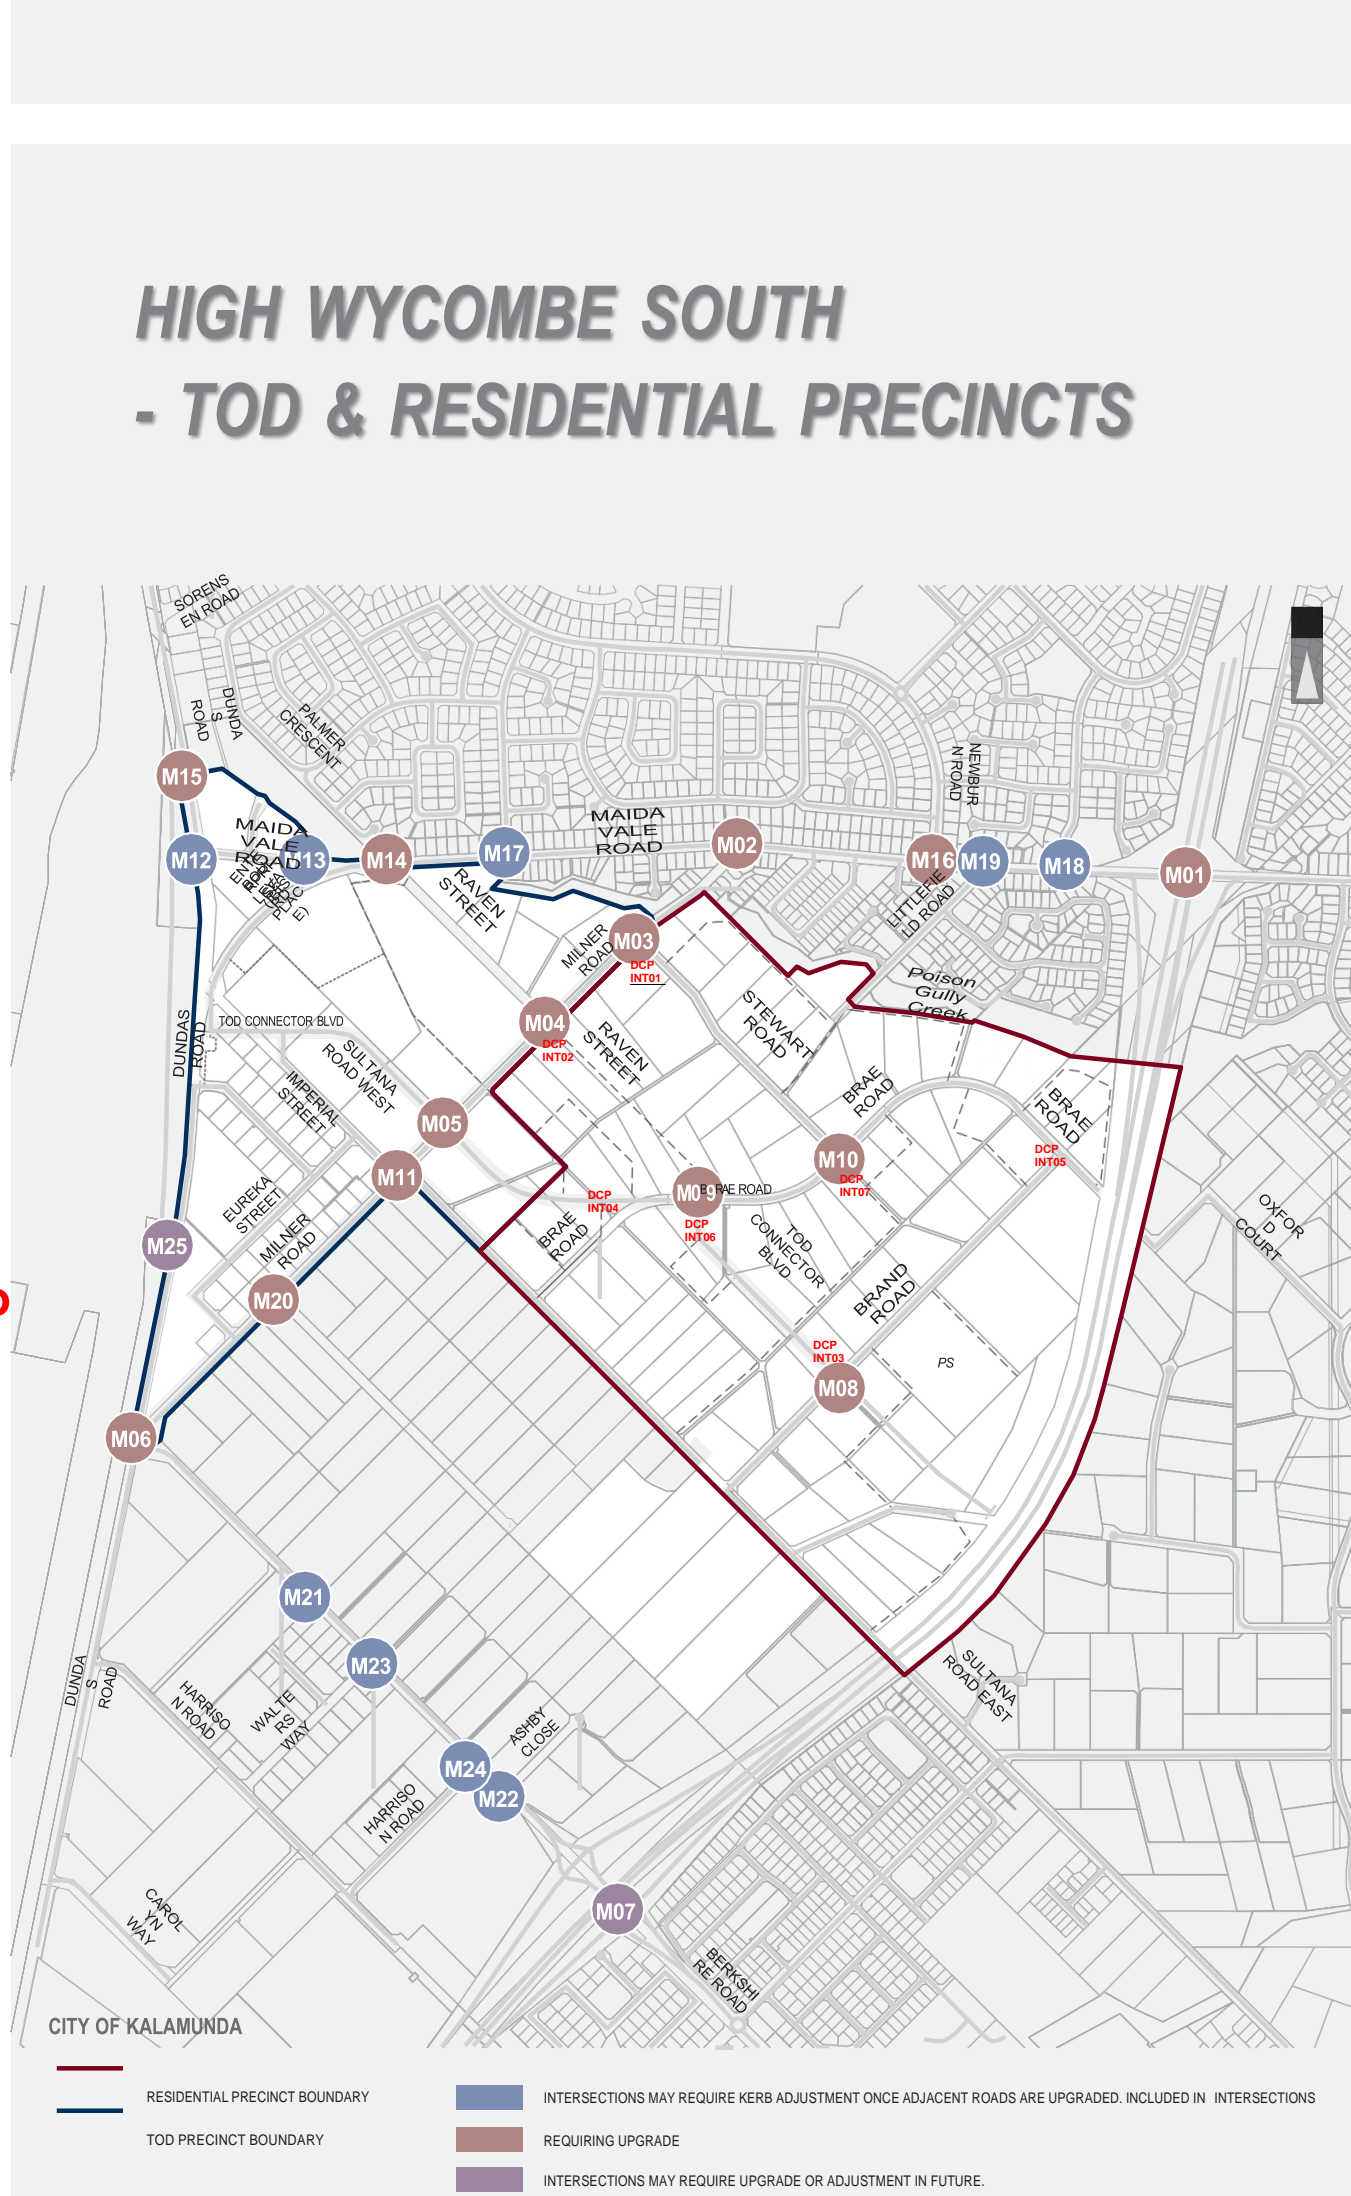 HIGH WYCOMBE SOUTH
- TOD & RESIDENTIAL PRECINCTS
SORENS
EN ROAD
DUNDA
S
ROAD
PALMER
CRESCENT
NEWBUR
N ROAD
M15
MAIDA
VALE
ROAD
MAIDA
VALE
ROAD
M12
M13
M14
M17
M02
M16
M19
M18
M01
RAVEN
STREET
LITTLEFIE
LD ROAD
MILNER
ROAD
M03
DCP
INT01
Poison
Gully
Creek
STEWART
ROAD
M04
DCP
INT02
RAVEN
STREET
TOD CONNECTOR BLVD
DUNDAS
ROAD
SULTANA
ROAD WEST
IMPERIAL
STREET
BRAE
ROAD
BRAE
ROAD
M05
M10
DCP
INT05
M11
DCP
INT07
DCP
INT04
M09
BRAE ROAD
DCP
INT06
EUREKA
STREET
MILNER
ROAD
BRAE
ROAD
TOD
CONNECTOR
BLVD
OXFOR
D
COURT
M25
BRAND
ROAD
M20
DCP
INT03
PS
M08
M06
M21
M23
DUNDA
S
ROAD
HARRISO
N ROAD
WALTE
RS
WAY
ASHBY
CLOSE
SULTANA
ROAD EAST
M24
M22
HARRISO
N ROAD
M07
CAROL
YN
WAY
BERKSHI
RE ROAD
CITY OF KALAMUNDA
RESIDENTIAL PRECINCT BOUNDARY
TOD PRECINCT BOUNDARY
INTERSECTIONS MAY REQUIRE KERB ADJUSTMENT ONCE ADJACENT ROADS ARE UPGRADED. INCLUDED IN INTERSECTIONS
REQUIRING UPGRADE
INTERSECTIONS MAY REQUIRE UPGRADE OR ADJUSTMENT IN FUTURE.